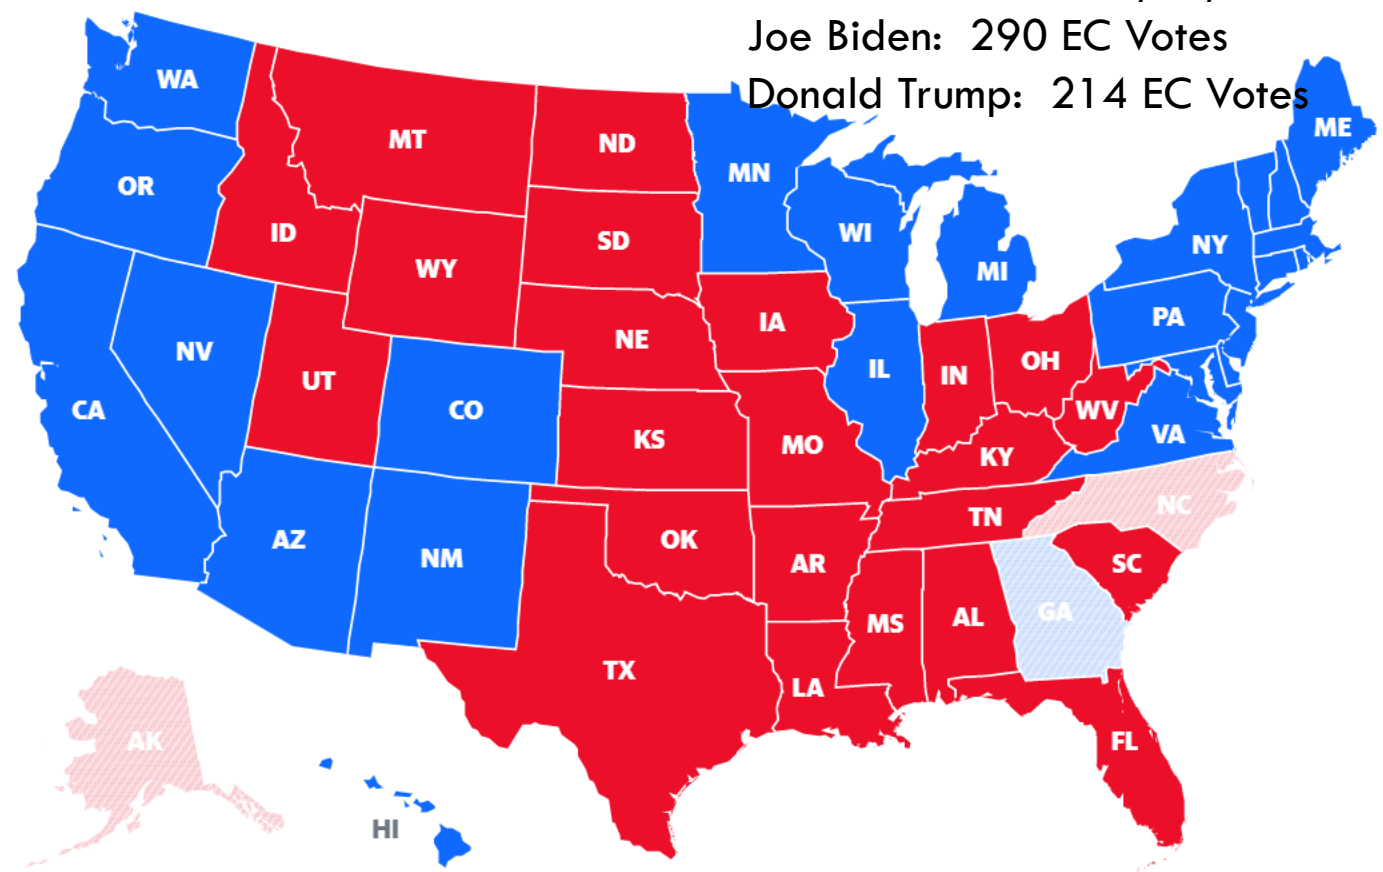 Joe Biden: 290 EC Votes
Donald Trump: 214 EC Votes
WA
ME
MT
ND
MN
OR
ID
SD
WI
NY
WY
MI
IA
PA
NE
NV
IL
IN
OH
UT
CA
CO
WV
KS
MO
VA
KY
NC
TN
AZ
OK
NM
AR
SC
GA
MS
AL
TX
LA
AK
FL
HI